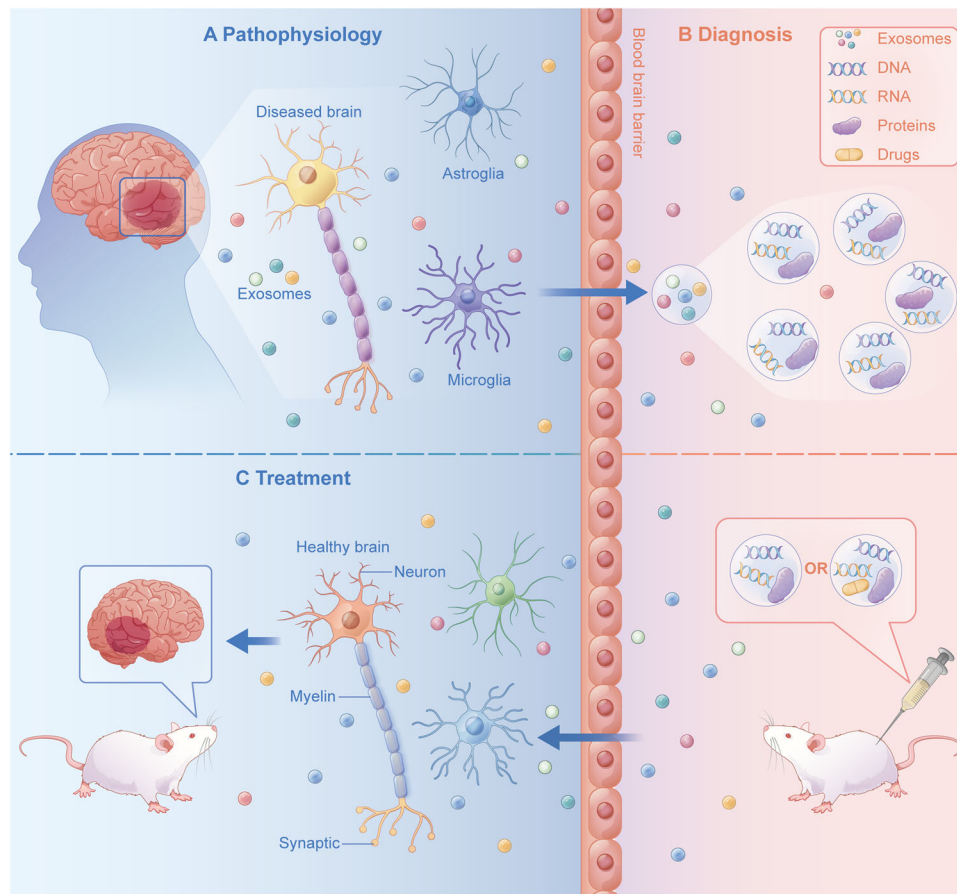 A Pathophysiology
Diseased brain
Astroglia
Exosomes
Microglia
Blood brain barrier
B Diagnosis
Exosomes
DNA
RNA
Proteins
Drugs
C Treatment
Healthy brain
Neuron
Myelin
Synaptic
OR